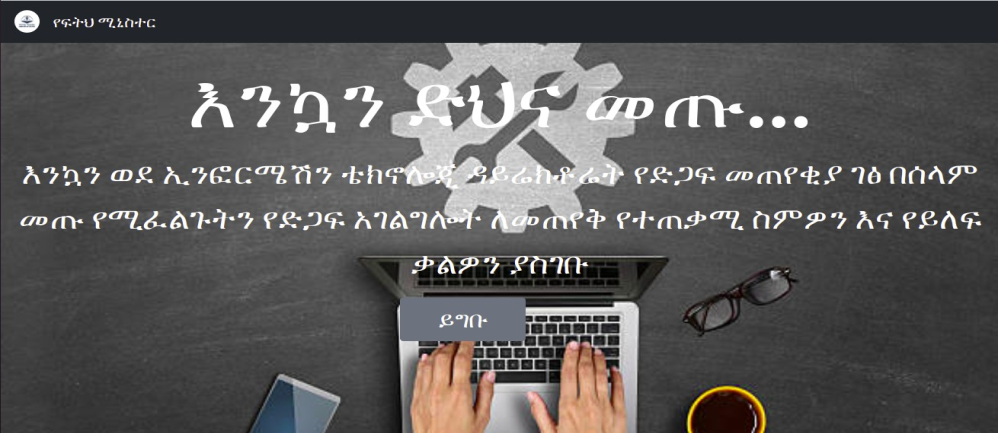 የፍትህ ሚኒስተር
እንኳን ድህና መጡ...
እንኳን ወደ ኢንፎርሜሽን ቴክኖሎጂ ዳይሬክቶሬት የድጋፍ መጠየቂያ ገፅ በሰላም
መጡ የሚፈልጉትን የድጋፍ አገልግሎት ለመጠየቅ የተጠቃሚ ስምዎን እና የይለፍ
ቃልዎን ያስገቡ
ይግቡ